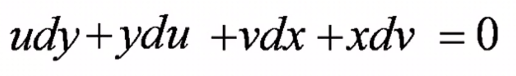 udy+ydu +vdx +xdv = 0